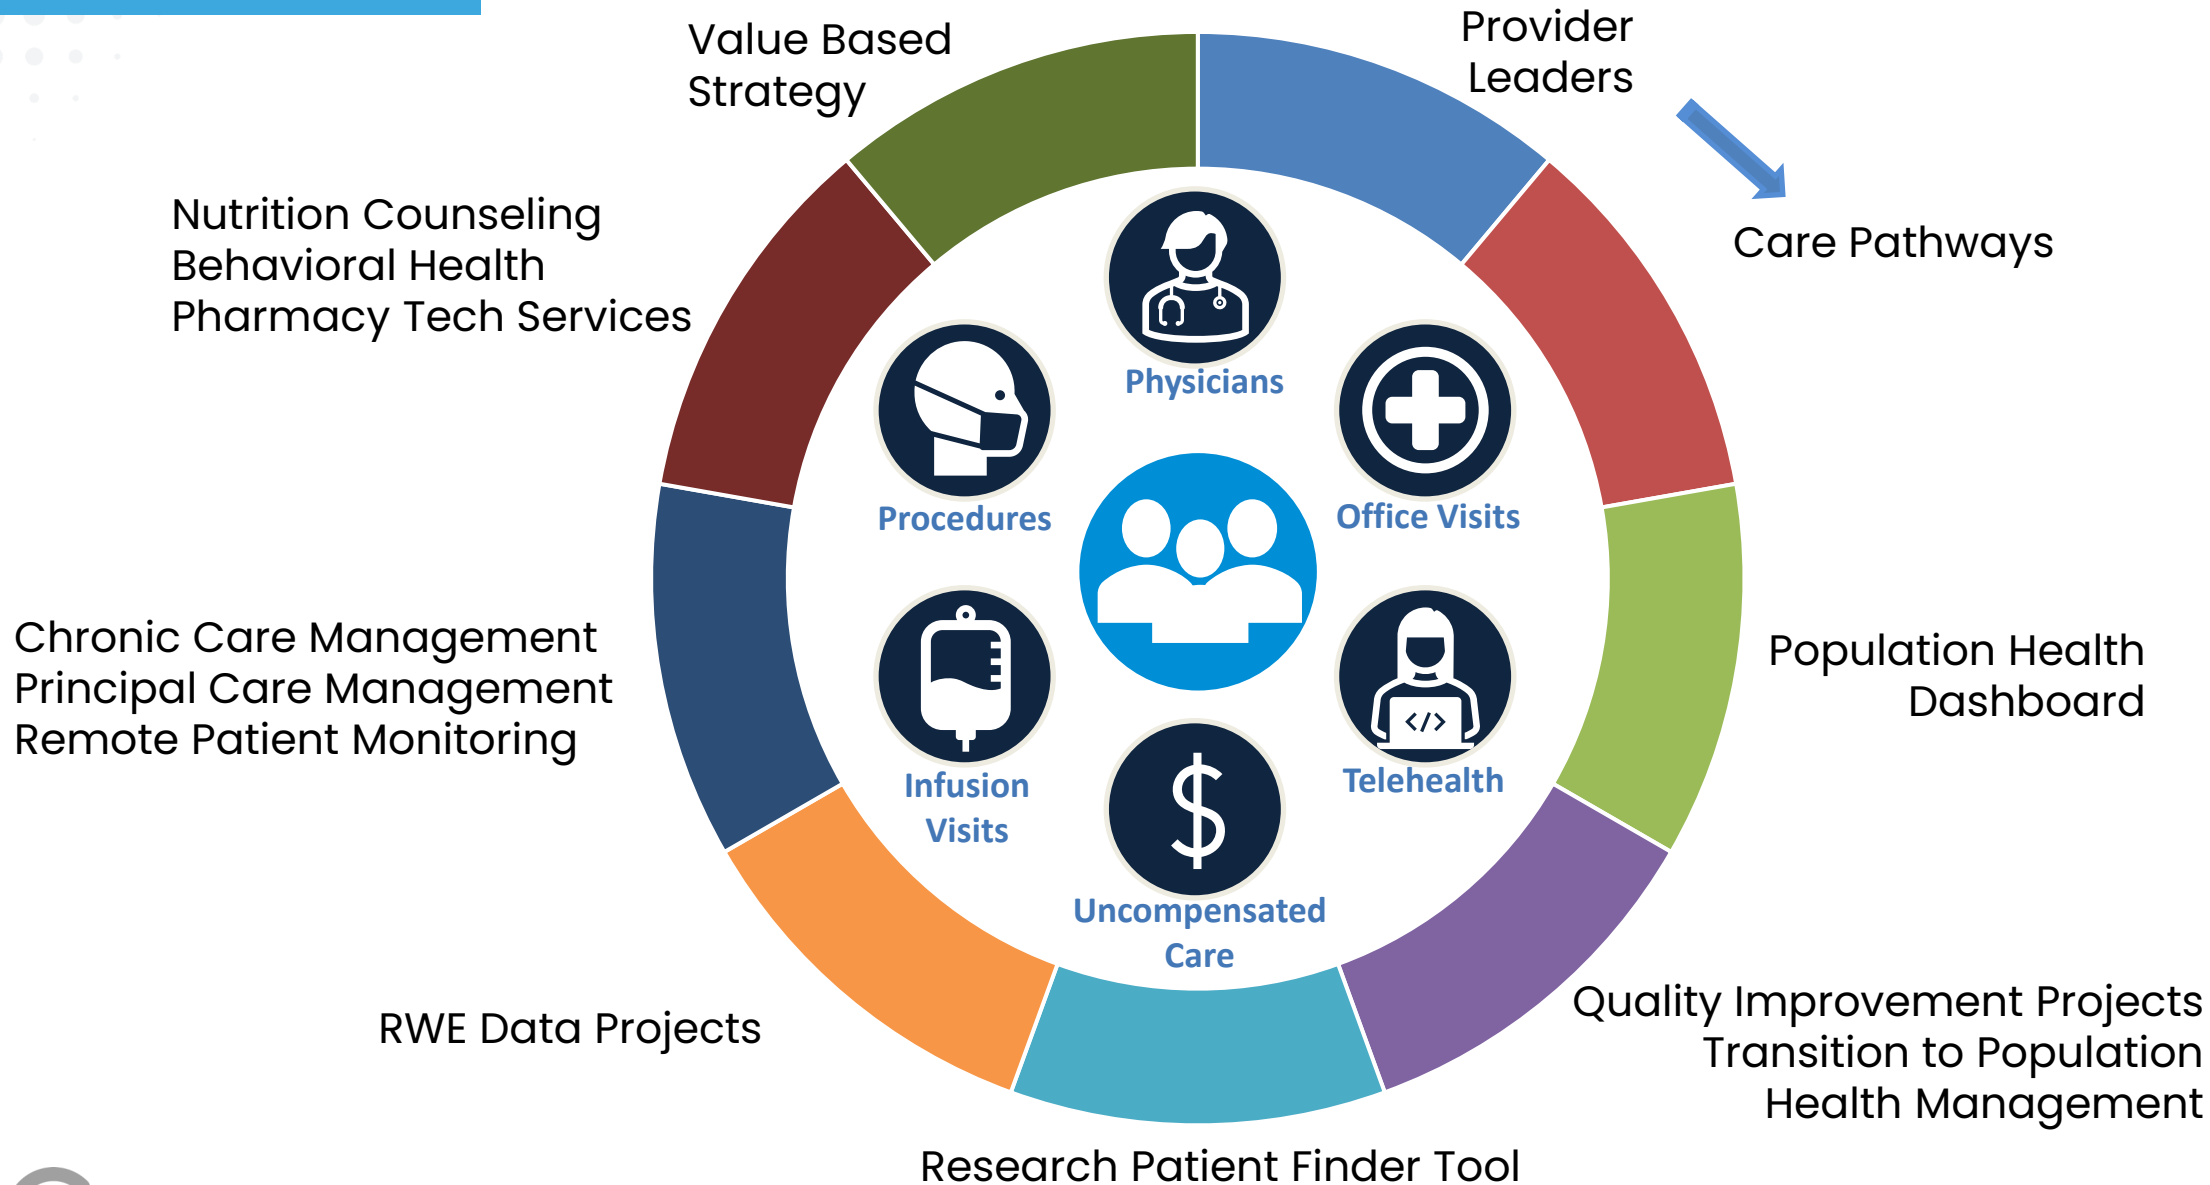 Value Based
Strategy
Provider
Leaders
Care Pathways
Nutrition Counseling
Behavioral Health
Pharmacy Tech Services
Physicians
Procedures
Office Visits
Chronic Care Management
Principal Care Management
Remote Patient Monitoring
Population Health
Dashboard
</>
Infusion
Visits
Telehealth
Uncompensated
Care
RWE Data Projects
Quality Improvement Projects
Transition to Population
Health Management
Research Patient Finder Tool